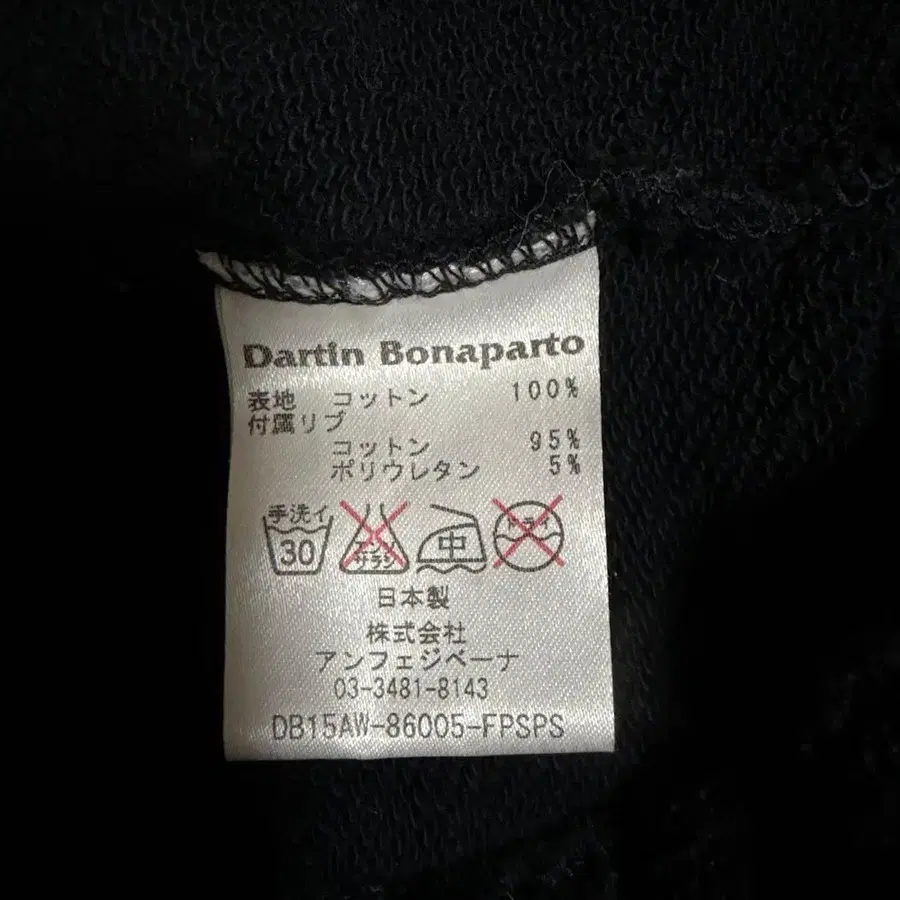 Dartin Bonaparto
表地 コットン 100%
付属リブ
コットン 95%
ポリウレタン 5%
手洗イ
30
エンソ
サラシ
中
ドライ
日本製
株式会社
アンフェジベーナ
03-3481-8143
DB15AW-86005-FPSPS